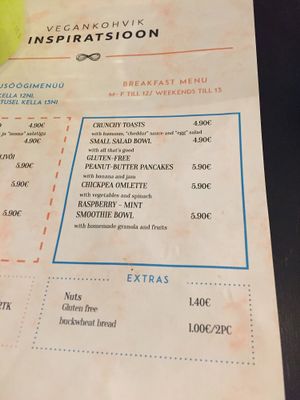 VEGANKOHVIK
INSPIRATSIOON
BREAKFAST MENU
KELLA 12NI,
M-F TILL 12/ WEEKENDS TILL 13
KELLA 13NI
4.90€
5.90€
5.90€
5.90€
CRUNCHY TOASTS 4.90€
with hummus, "cheddar" sauce and "egg" salad
SMALL SALAD BOWL 4.90€
with all that's good
GLUTEN-FREE
PEANUT-BUTTER PANCAKES 5.90€
with banana and jam
CHICKPEA OMLETTE 5.90€
with vegetables and spinach
RASPBERRY - MINT
SMOOTHIE BOWL 5.90€
with homemade granola and fruits
EXTRAS
Nuts 1.40€
Gluten free
buckwheat bread 1.00€/2PC